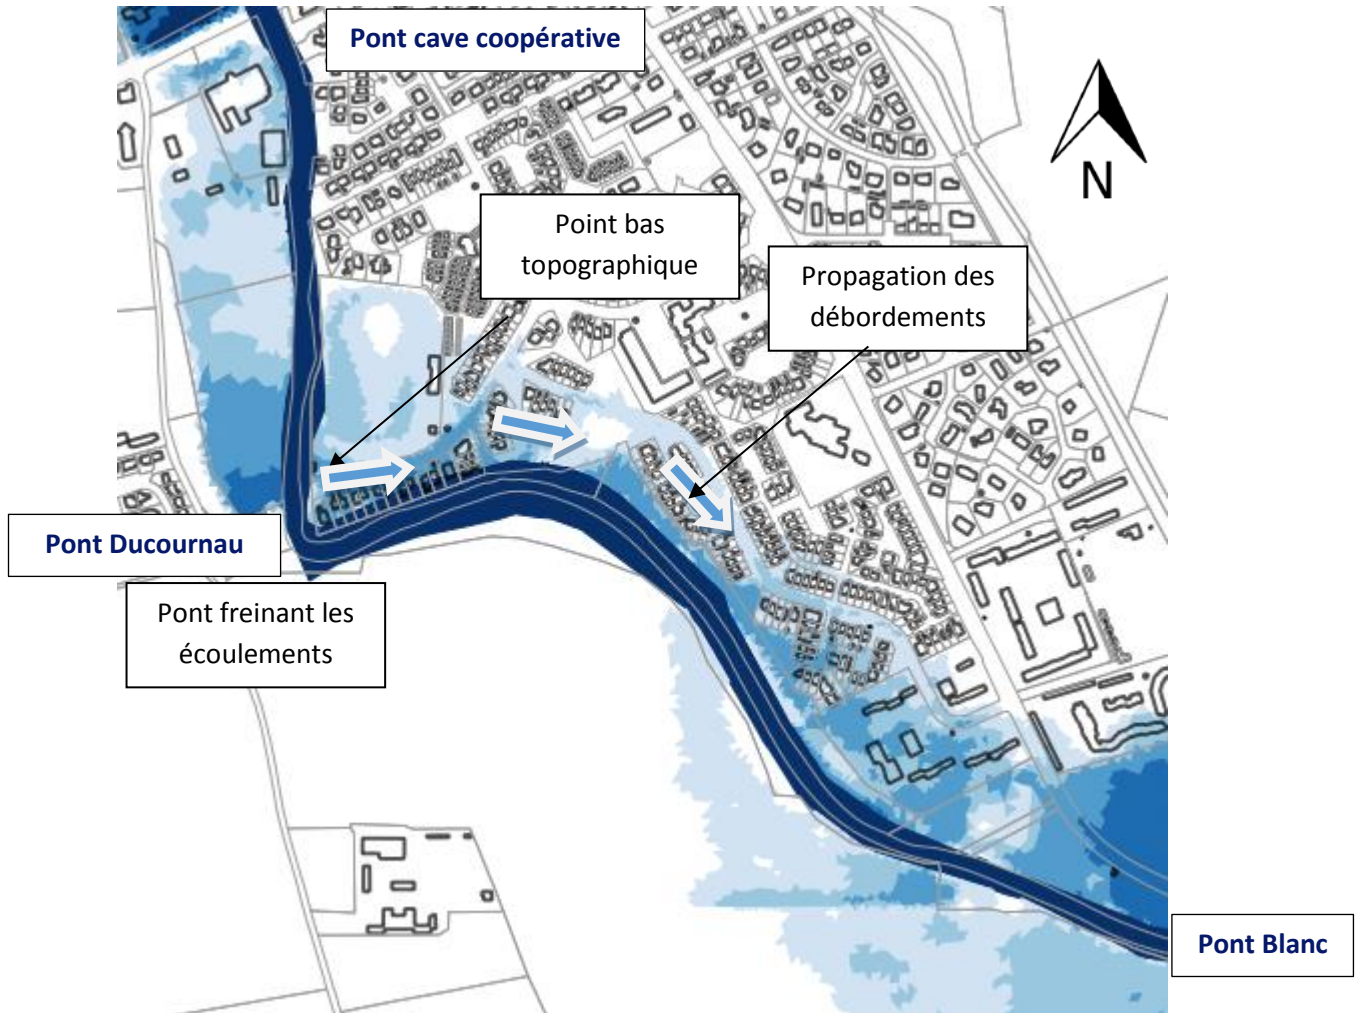 Pont cave coopérative
N
Point bas
topographique
Propagation des
débordements
Pont Ducournau
Pont freinant les
écoulements
Pont Blanc